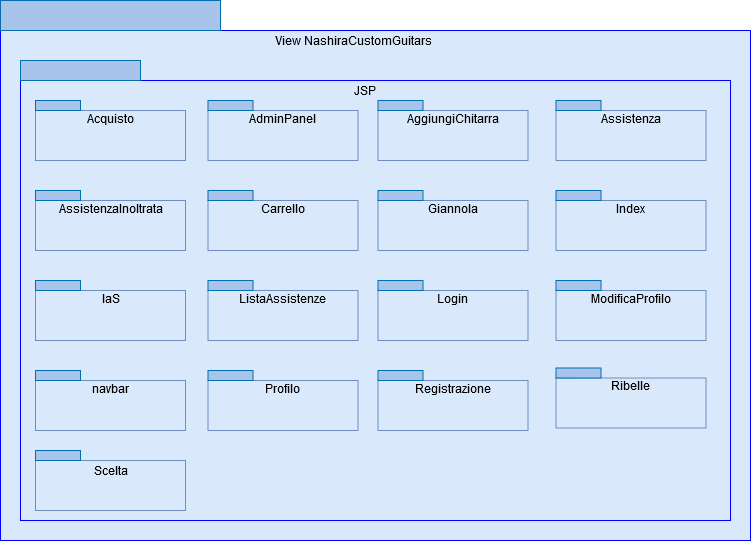 View NashiraCustomGuitars
JSP
Acquisto
AdminPanel
AggiungiChitarra
Assistenza
AssistenzaInoltrata
Carrello
Giannola
Index
IaS
ListaAssistenze
Login
ModificaProfilo
navbar
Profilo
Registrazione
Ribelle
Scelta